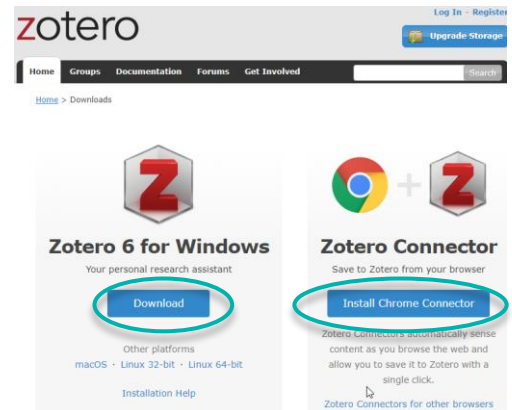 Log In · Register
zotero
Upgrade Storage
Home Groups Documentation Forums Get Involved
Search
Home > Downloads
Z
Z
Zotero 6 for Windows
Your personal research assistant
Download
Other platforms
macOS · Linux 32-bit · Linux 64-bit
Installation Help
+
Zotero Connector
Save to Zotero from your browser
Install Chrome Connector
Zotero Connectors automatically sense
content as you browse the web and
allow you to save it to Zotero with a
single click.
Zotero Connectors for other browsers